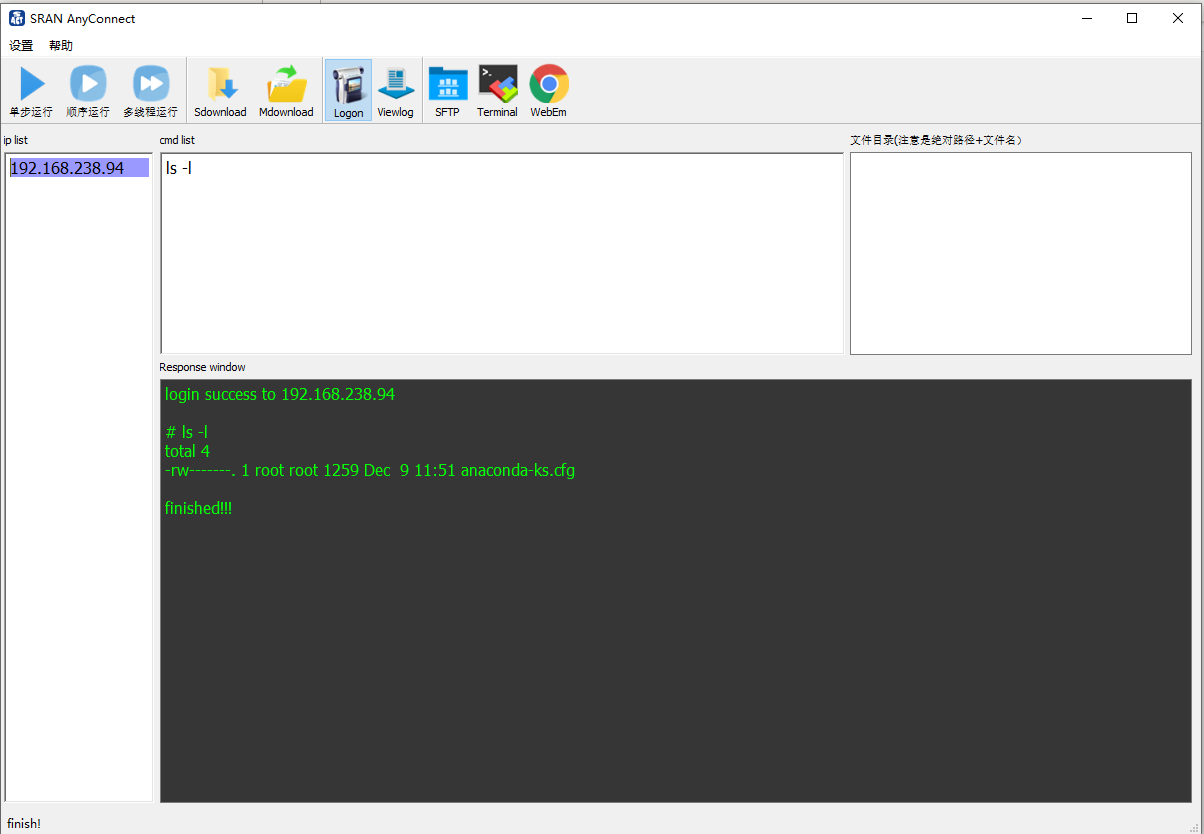 SRAN AnyConnect
设置 帮助
单步运行 顺序运行 多线程运行 Sdownload Mdownload Logon Viewlog SFTP Terminal WebEm
ip list cmd list 文件目录(注意是绝对路径+文件名）
192.168.238.94 ls -l
Response window
login success to 192.168.238.94
# ls -l
total 4
-rw-------. 1 root root 1259 Dec  9 11:51 anaconda-ks.cfg
finished!!!
finish!